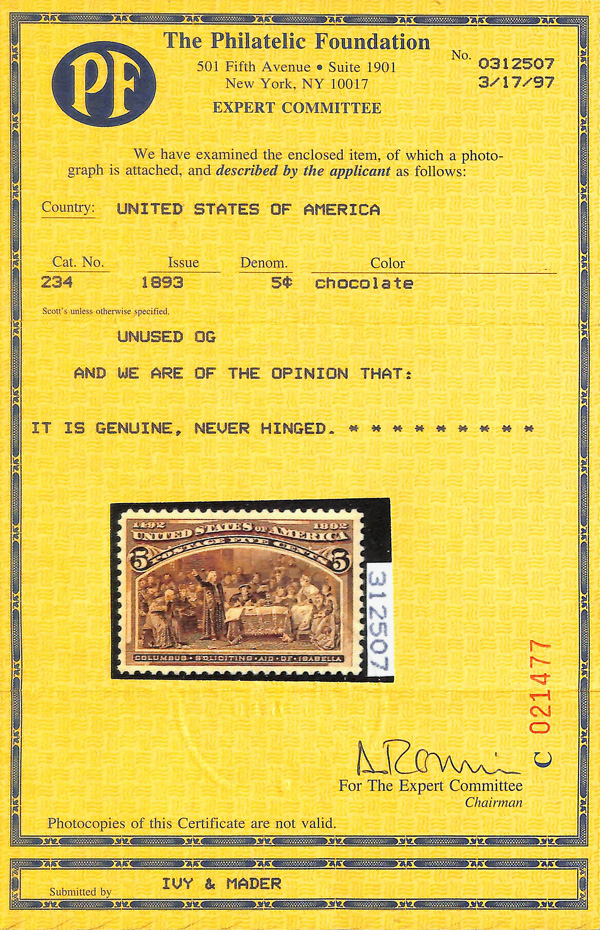 PF
The Philatelic Foundation
501 Fifth Avenue • Suite 1901
New York, NY 10017
EXPERT COMMITTEE
No. 0312507
3/17/97
We have examined the enclosed item, of which a photo-
graph is attached, and described by the applicant as follows:
Country: UNITED STATES OF AMERICA
Cat. No. Issue Denom. Color
234 1893 5¢ chocolate
Scott's unless otherwise specified.
UNUSED OG
AND WE ARE OF THE OPINION THAT:
IT IS GENUINE, NEVER HINGED. * * * * * * * * *
1492 1892
UNITED STATES OF AMERICA
5 POSTAGE FIVE CENTS 5
COLUMBUS · SOLICITING · AID · OF · ISABELLA
312507
C 021477
For The Expert Committee
Chairman
Photocopies of this Certificate are not valid.
Submitted by IVY & MADER